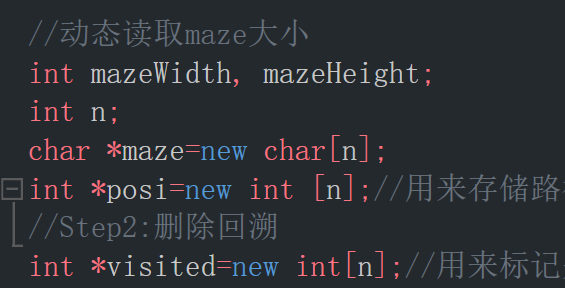 //动态读取maze大小
int mazeWidth, mazeHeight;
int n;
char *maze=new char[n];
int *posi=new int [n];//用来存储路
//Step2:删除回溯
int *visited=new int[n];//用来标记